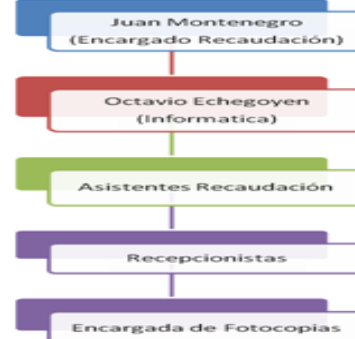 Juan Montenegro
(Encargado Recaudación)
Octavio Echegoyen
(Informatica)
Asistentes Recaudación
Recepcionistas
Encargada de Fotocopias